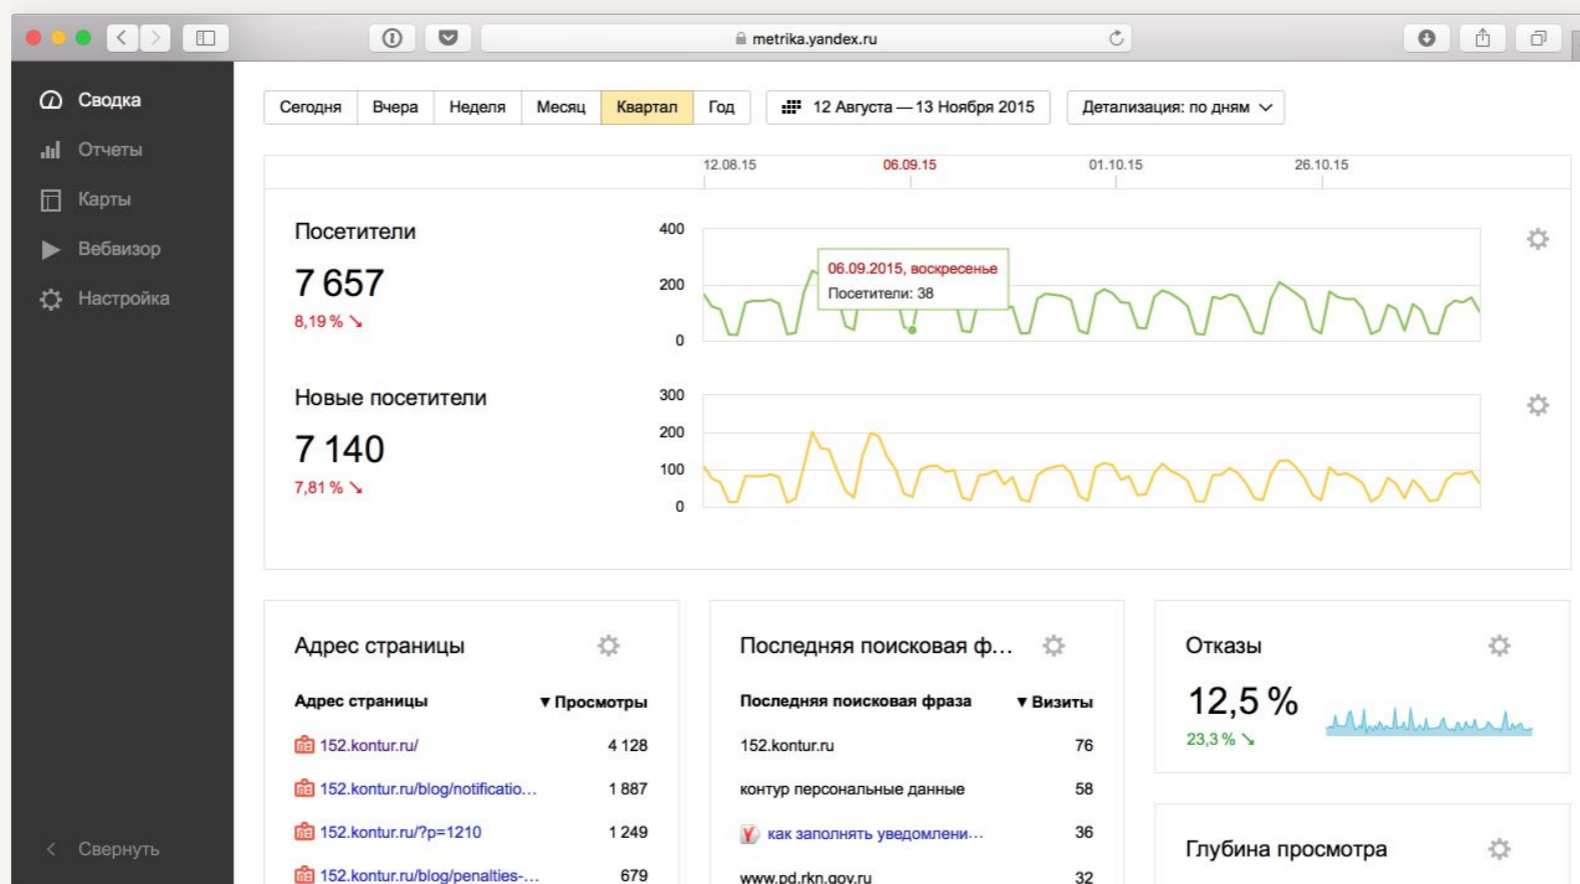 metrika.yandex.ru
Сводка
Отчеты
Карты
Вебвизор
Настройка
Свернуть
Сегодня Вчера Неделя Месяц Квартал Год 12 Августа — 13 Ноября 2015 Детализация: по дням
12.08.15 06.09.15 01.10.15 26.10.15
Посетители
7 657
8,19 % ↘
400
200
0
06.09.2015, воскресенье
Посетители: 38
Новые посетители
7 140
7,81 % ↘
300
200
100
0
Адрес страницы
Адрес страницы ▼ Просмотры
152.kontur.ru/ 4 128
152.kontur.ru/blog/notificatio... 1 887
152.kontur.ru/?p=1210 1 249
152.kontur.ru/blog/penalties-... 679
Последняя поисковая ф...
Последняя поисковая фраза ▼ Визиты
152.kontur.ru 76
контур персональные данные 58
как заполнять уведомлени... 36
www.pd.rkn.gov.ru 32
Отказы
12,5 %
23,3 % ↘
Глубина просмотра